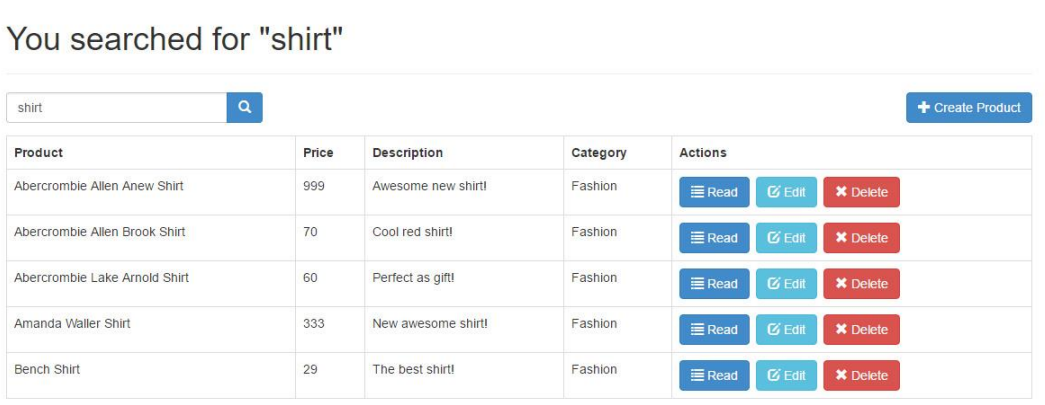 You searched for "shirt"
shirt
Create Product
Product Price Description Category Actions
Abercrombie Allen Anew Shirt 999 Awesome new shirt! Fashion Read Edit Delete
Abercrombie Allen Brook Shirt 70 Cool red shirt! Fashion Read Edit Delete
Abercrombie Lake Arnold Shirt 60 Perfect as gift! Fashion Read Edit Delete
Amanda Waller Shirt 333 New awesome shirt! Fashion Read Edit Delete
Bench Shirt 29 The best shirt! Fashion Read Edit Delete